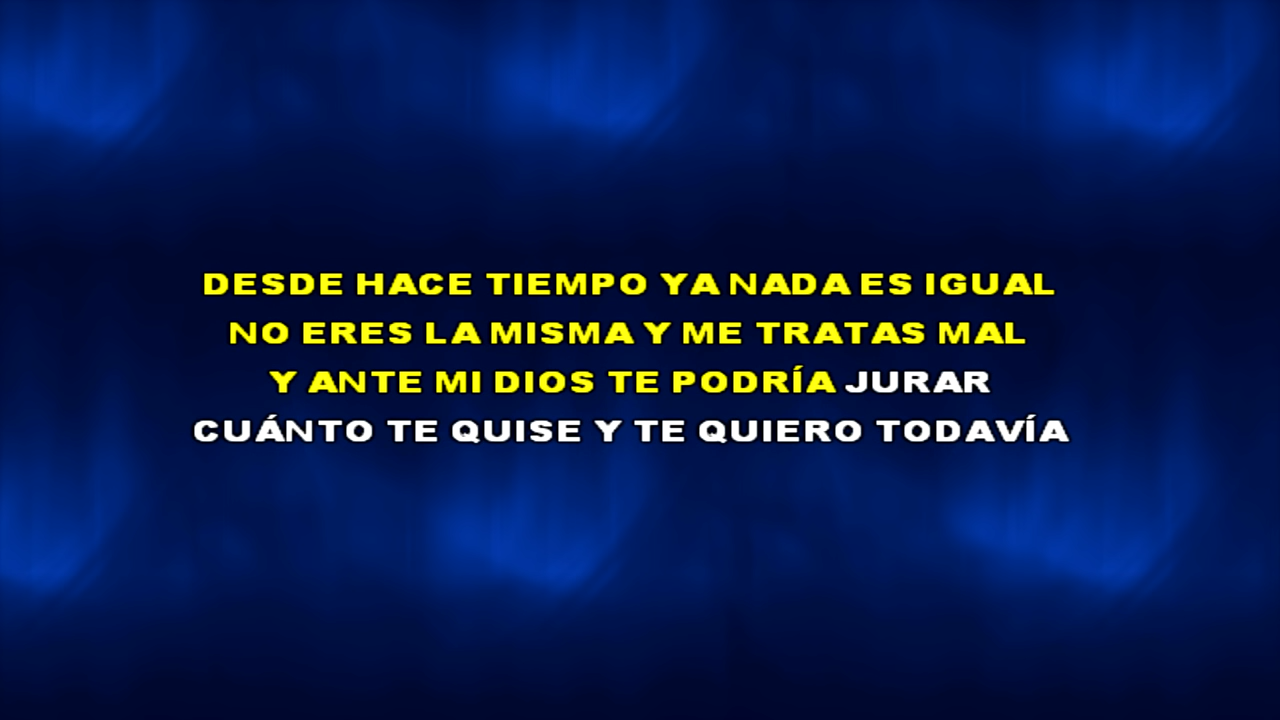 DESDE HACE TIEMPO YA NADA ES IGUAL
NO ERES LA MISMA Y ME TRATAS MAL
Y ANTE MI DIOS TE PODRÍA JURAR
CUÁNTO TE QUISE Y TE QUIERO TODAVÍA